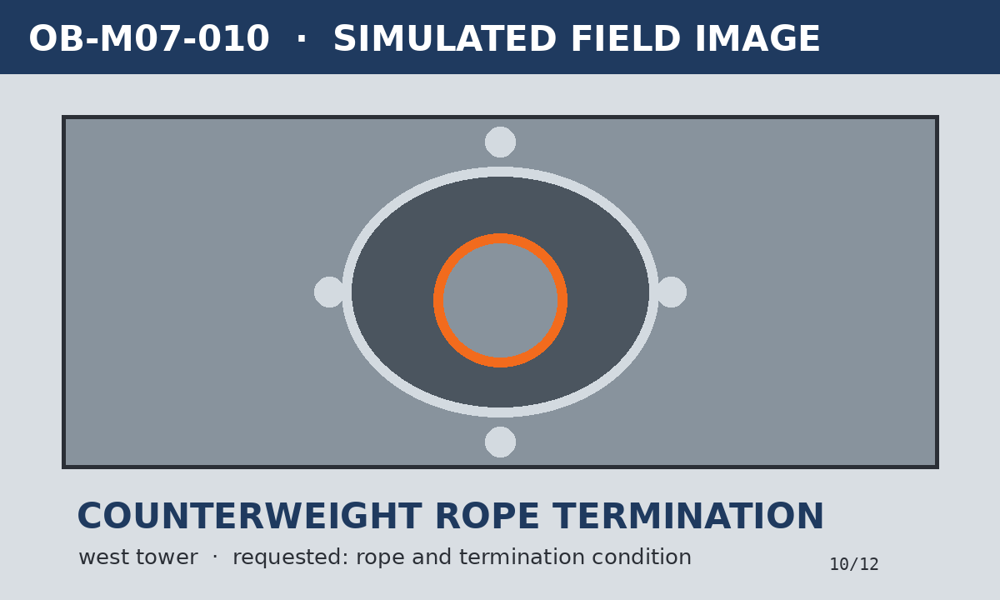 OB-M07-010 · SIMULATED FIELD IMAGE
COUNTERWEIGHT ROPE TERMINATION
west tower · requested: rope and termination condition
10/12